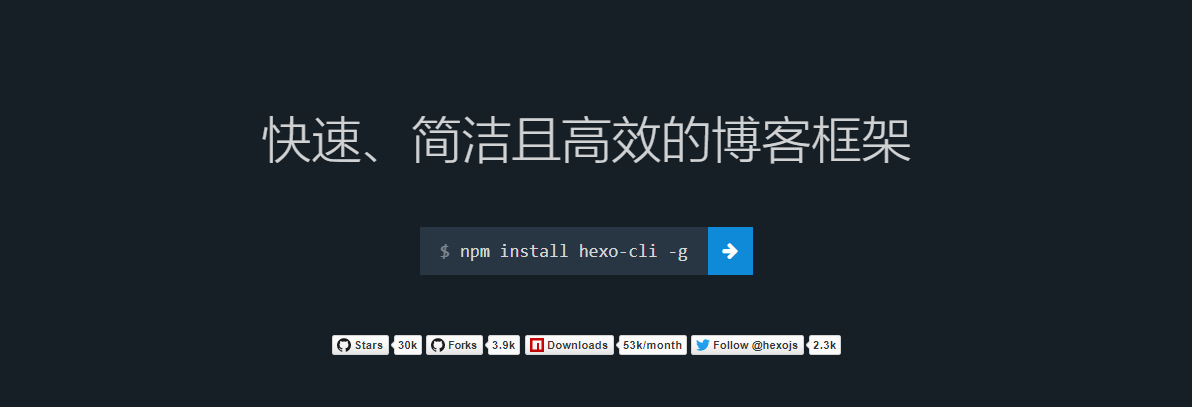 快速、简洁且高效的博客框架
$ npm install hexo-cli -g
Stars 30k Forks 3.9k Downloads 53k/month Follow @hexojs 2.3k